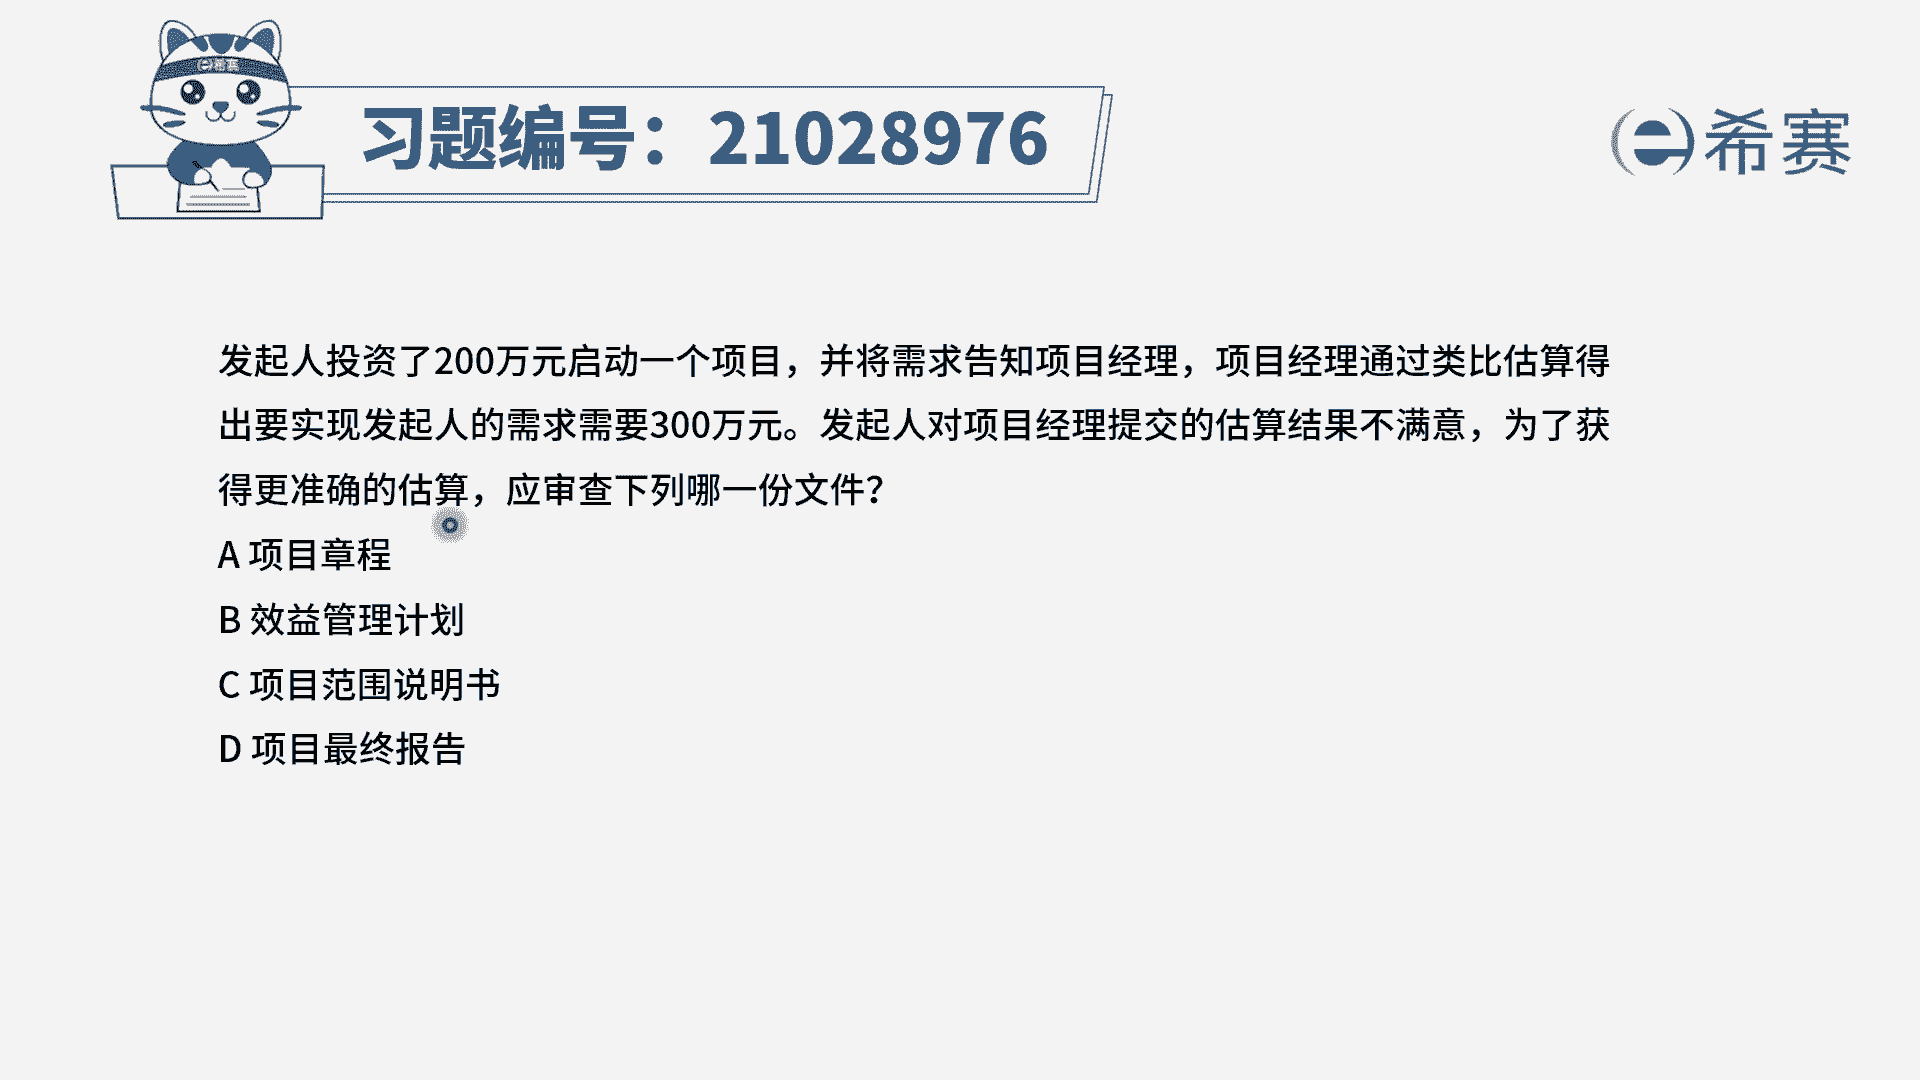 希赛
习题编号：21028976
希赛
发起人投资了200万元启动一个项目，并将需求告知项目经理，项目经理通过类比估算得
出要实现发起人的需求需要300万元。发起人对项目经理提交的估算结果不满意，为了获
得更准确的估算，应审查下列哪一份文件？
A 项目章程
B 效益管理计划
C 项目范围说明书
D 项目最终报告